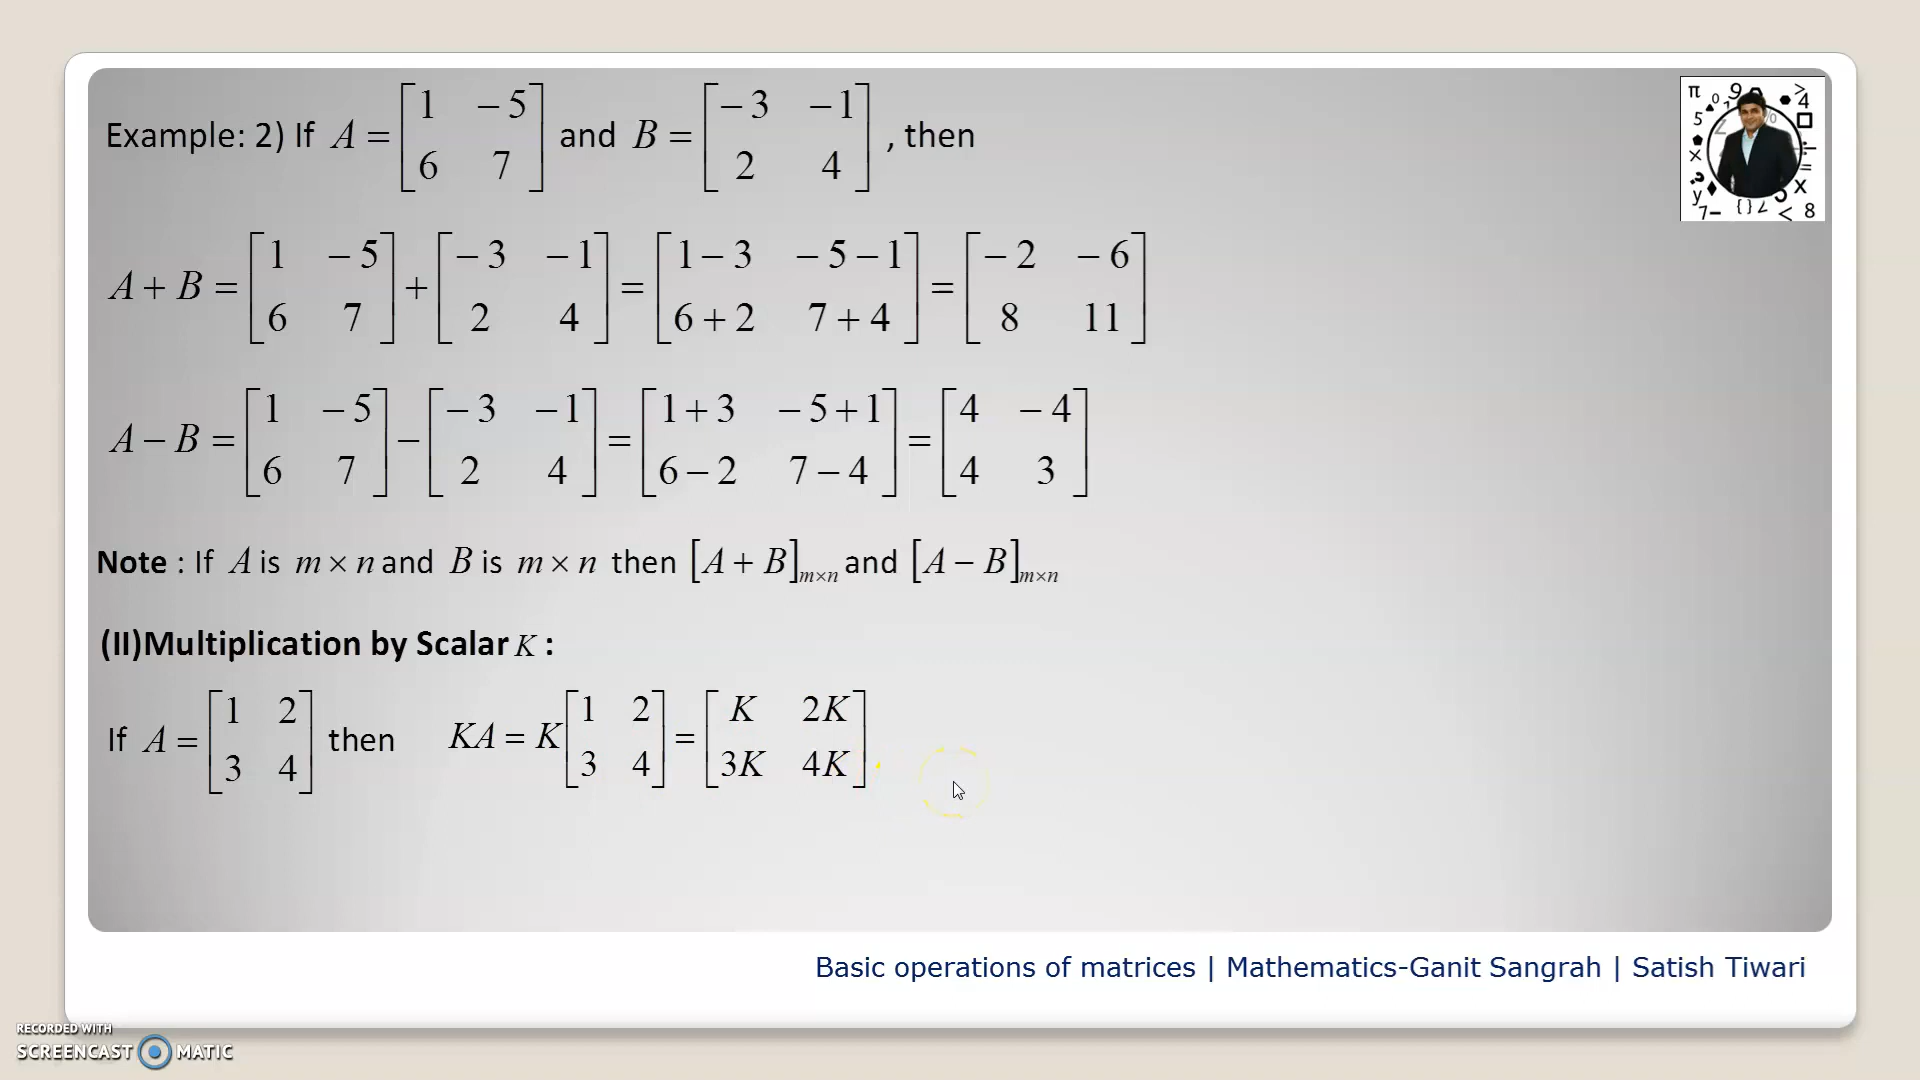 Example: 2) If A = [1 −5; 6 7] and B = [−3 −1; 2 4] , then
A + B = [1 −5; 6 7] + [−3 −1; 2 4] = [1−3 −5−1; 6+2 7+4] = [−2 −6; 8 11]
A − B = [1 −5; 6 7] − [−3 −1; 2 4] = [1+3 −5+1; 6−2 7−4] = [4 −4; 4 3]
Note : If A is m × n and B is m × n then [A + B]m×n and [A − B]m×n
(II)Multiplication by Scalar K :
If A = [1 2; 3 4] then KA = K[1 2; 3 4] = [K 2K; 3K 4K]
Basic operations of matrices | Mathematics-Ganit Sangrah | Satish Tiwari
RECORDED WITH
SCREENCAST MATIC